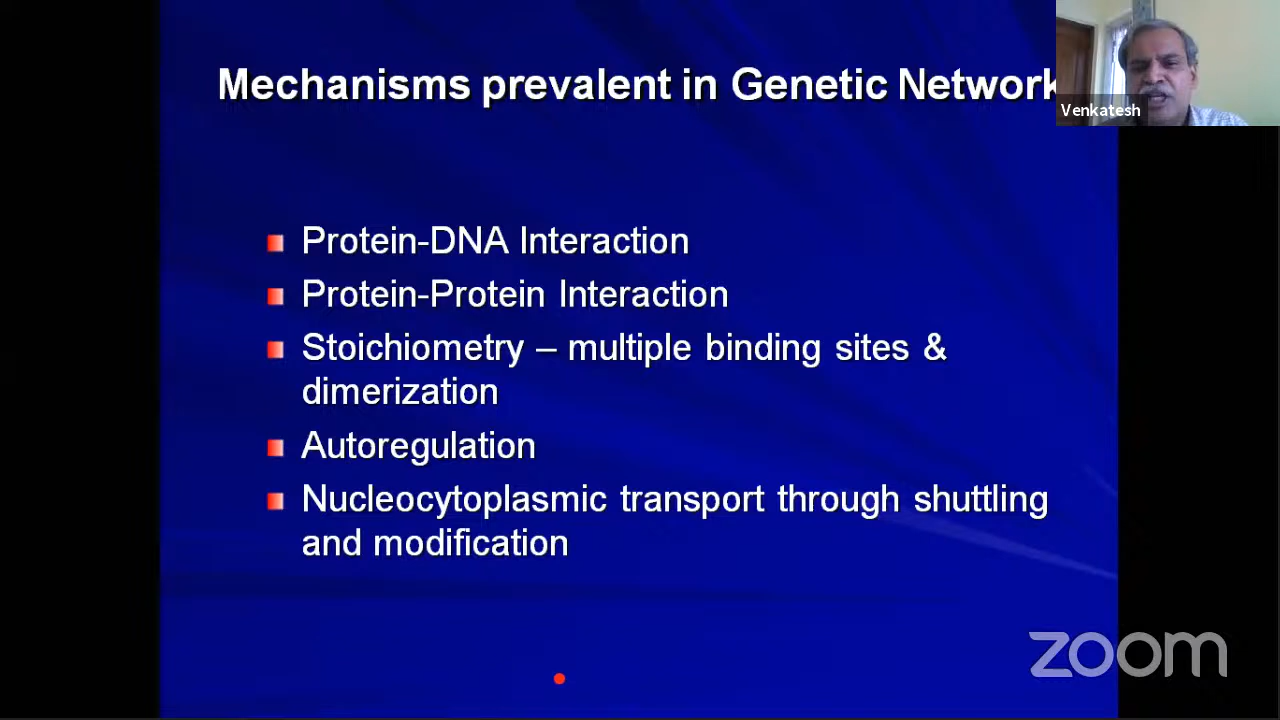 Mechanisms prevalent in Genetic Network
Venkatesh
Protein-DNA Interaction
Protein-Protein Interaction
Stoichiometry – multiple binding sites &
dimerization
Autoregulation
Nucleocytoplasmic transport through shuttling
and modification
zoom